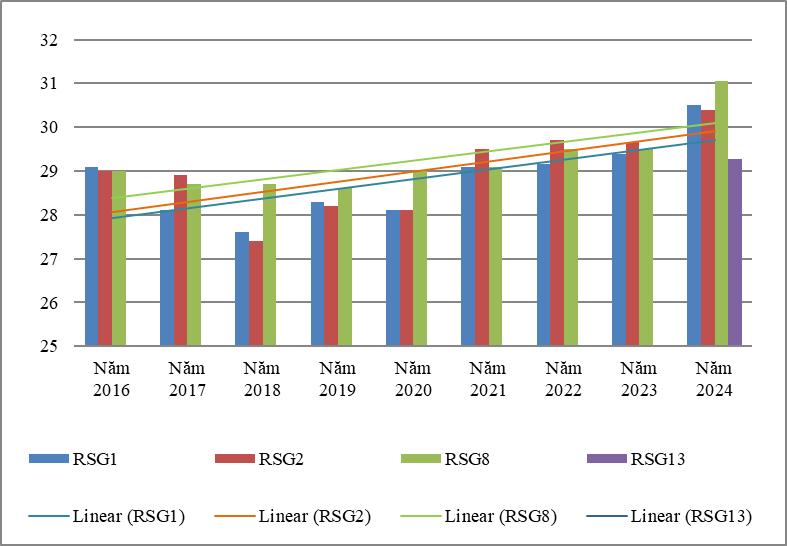 32
31
30
29
28
27
26
25
Năm Năm Năm Năm Năm Năm Năm Năm Năm
2016 2017 2018 2019 2020 2021 2022 2023 2024
RSG1 RSG2 RSG8 RSG13
Linear (RSG1) Linear (RSG2) Linear (RSG8) Linear (RSG13)